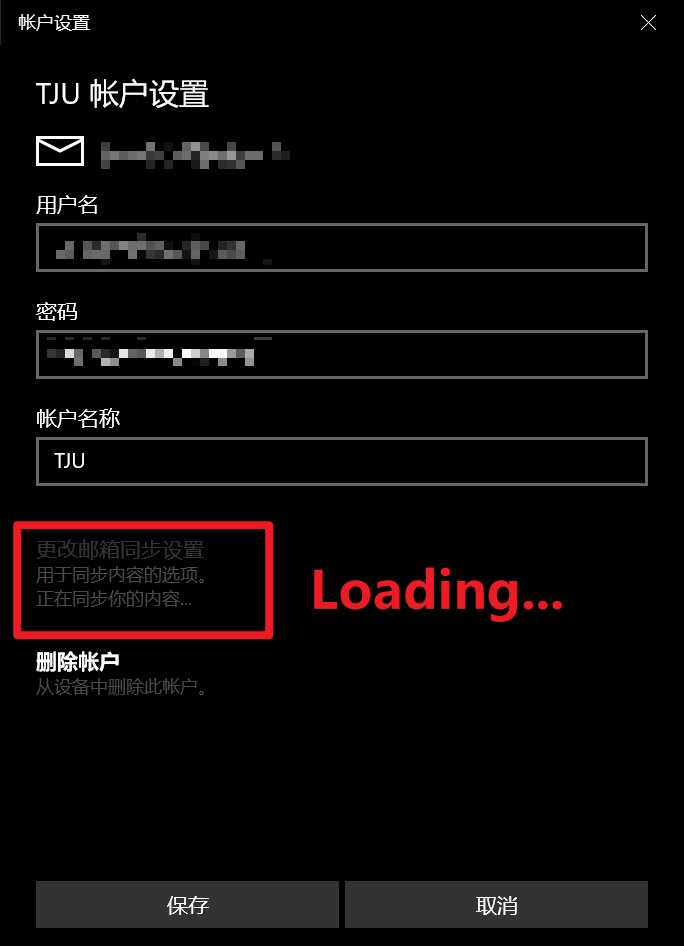 帐户设置
TJU 帐户设置
用户名
密码
帐户名称
TJU
更改邮箱同步设置
用于同步内容的选项。
正在同步你的内容...
Loading...
删除帐户
从设备中删除此帐户。
保存
取消